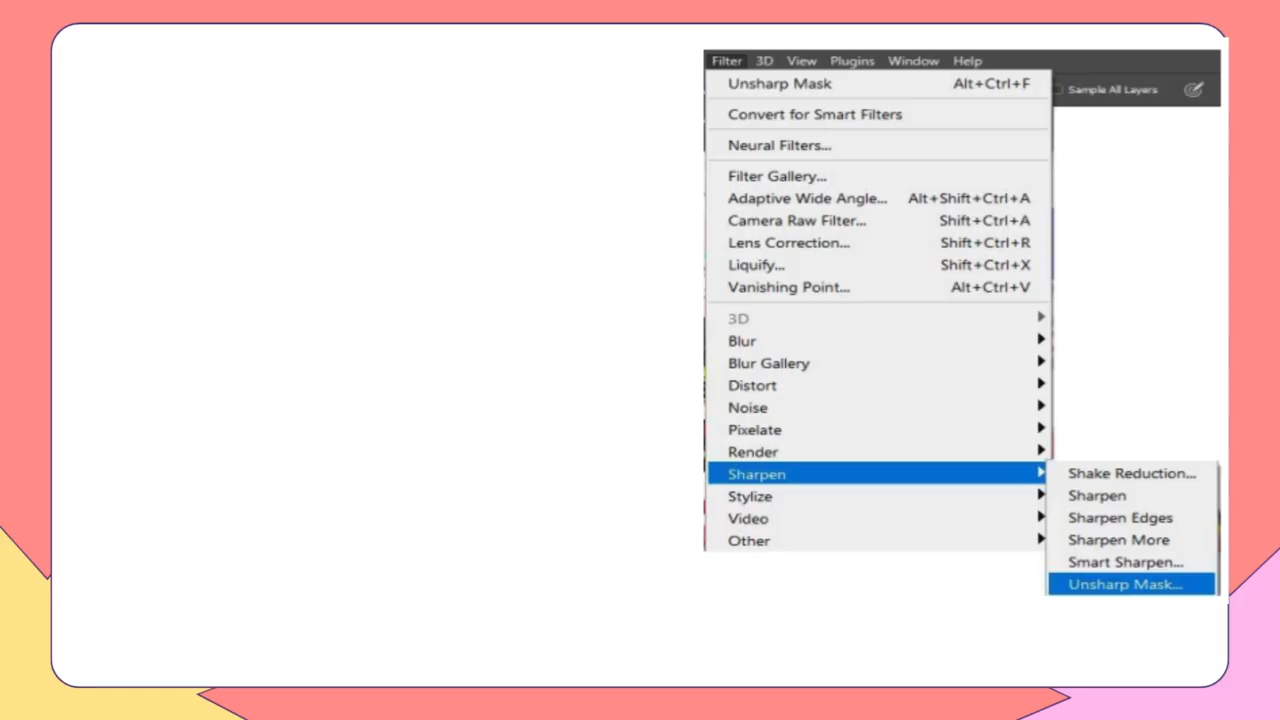 Filter 3D View Plugins Window Help
Sample All Layers
Unsharp Mask Alt+Ctrl+F
Convert for Smart Filters
Neural Filters...
Filter Gallery...
Adaptive Wide Angle... Alt+Shift+Ctrl+A
Camera Raw Filter... Shift+Ctrl+A
Lens Correction... Shift+Ctrl+R
Liquify... Shift+Ctrl+X
Vanishing Point... Alt+Ctrl+V
3D
Blur
Blur Gallery
Distort
Noise
Pixelate
Render
Sharpen
Stylize
Video
Other
Shake Reduction...
Sharpen
Sharpen Edges
Sharpen More
Smart Sharpen...
Unsharp Mask...